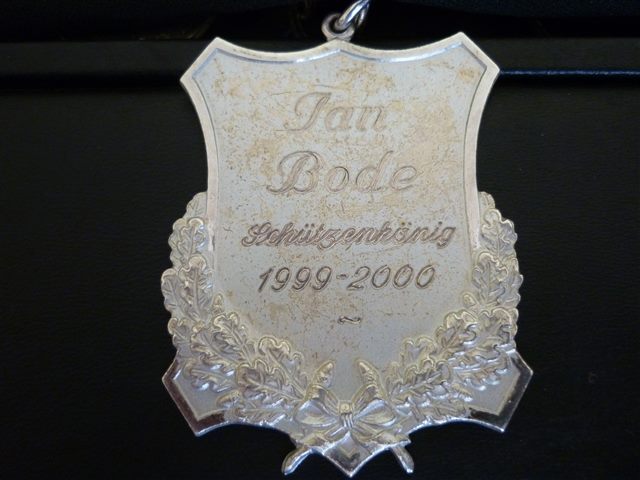 Jan
Bode
Schützenkönig
1999-2000
~